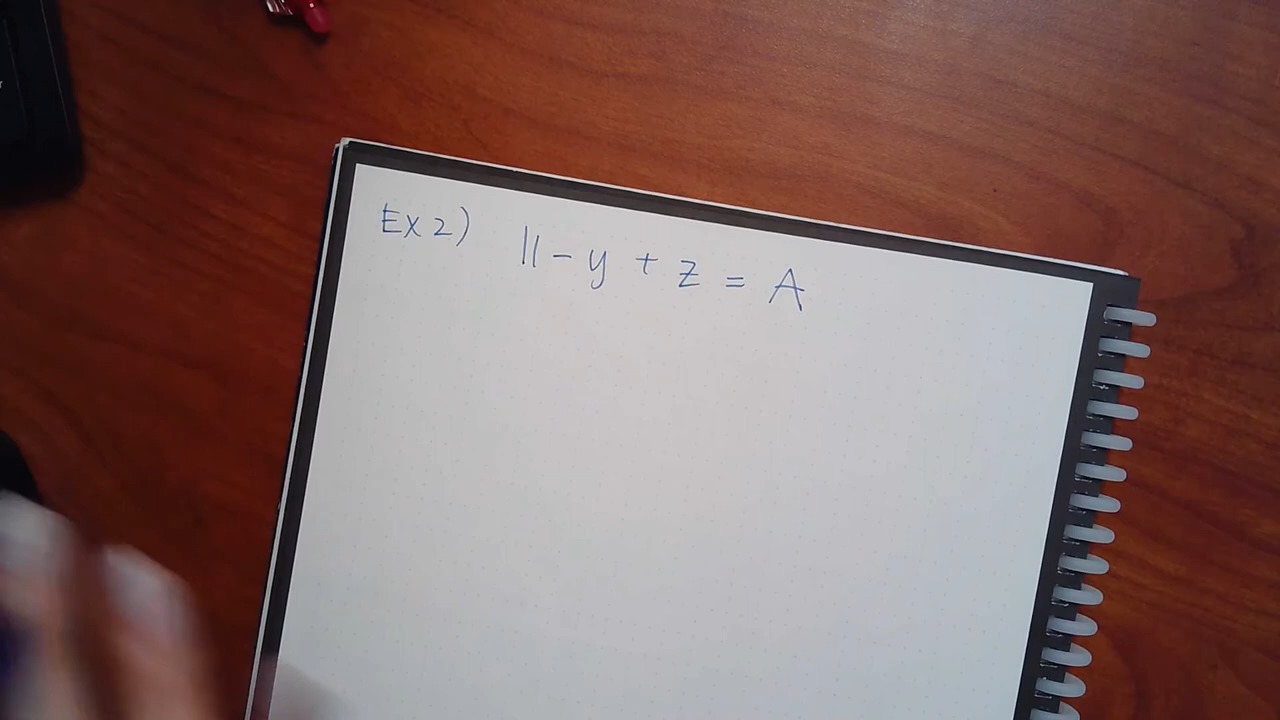 Ex 2) 11 - y + z = A